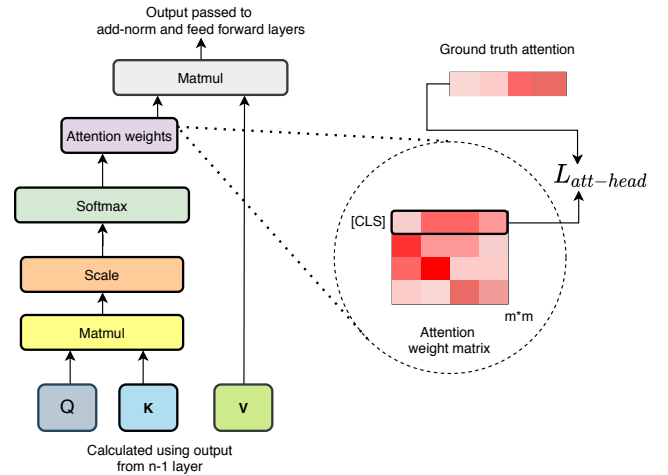 Output passed to
add-norm and feed forward layers
Matmul
Ground truth attention
Attention weights
L_{att-head}
Softmax
[CLS]
Scale
m*m
Matmul
Attention
weight matrix
Q
K
V
Calculated using output
from n-1 layer